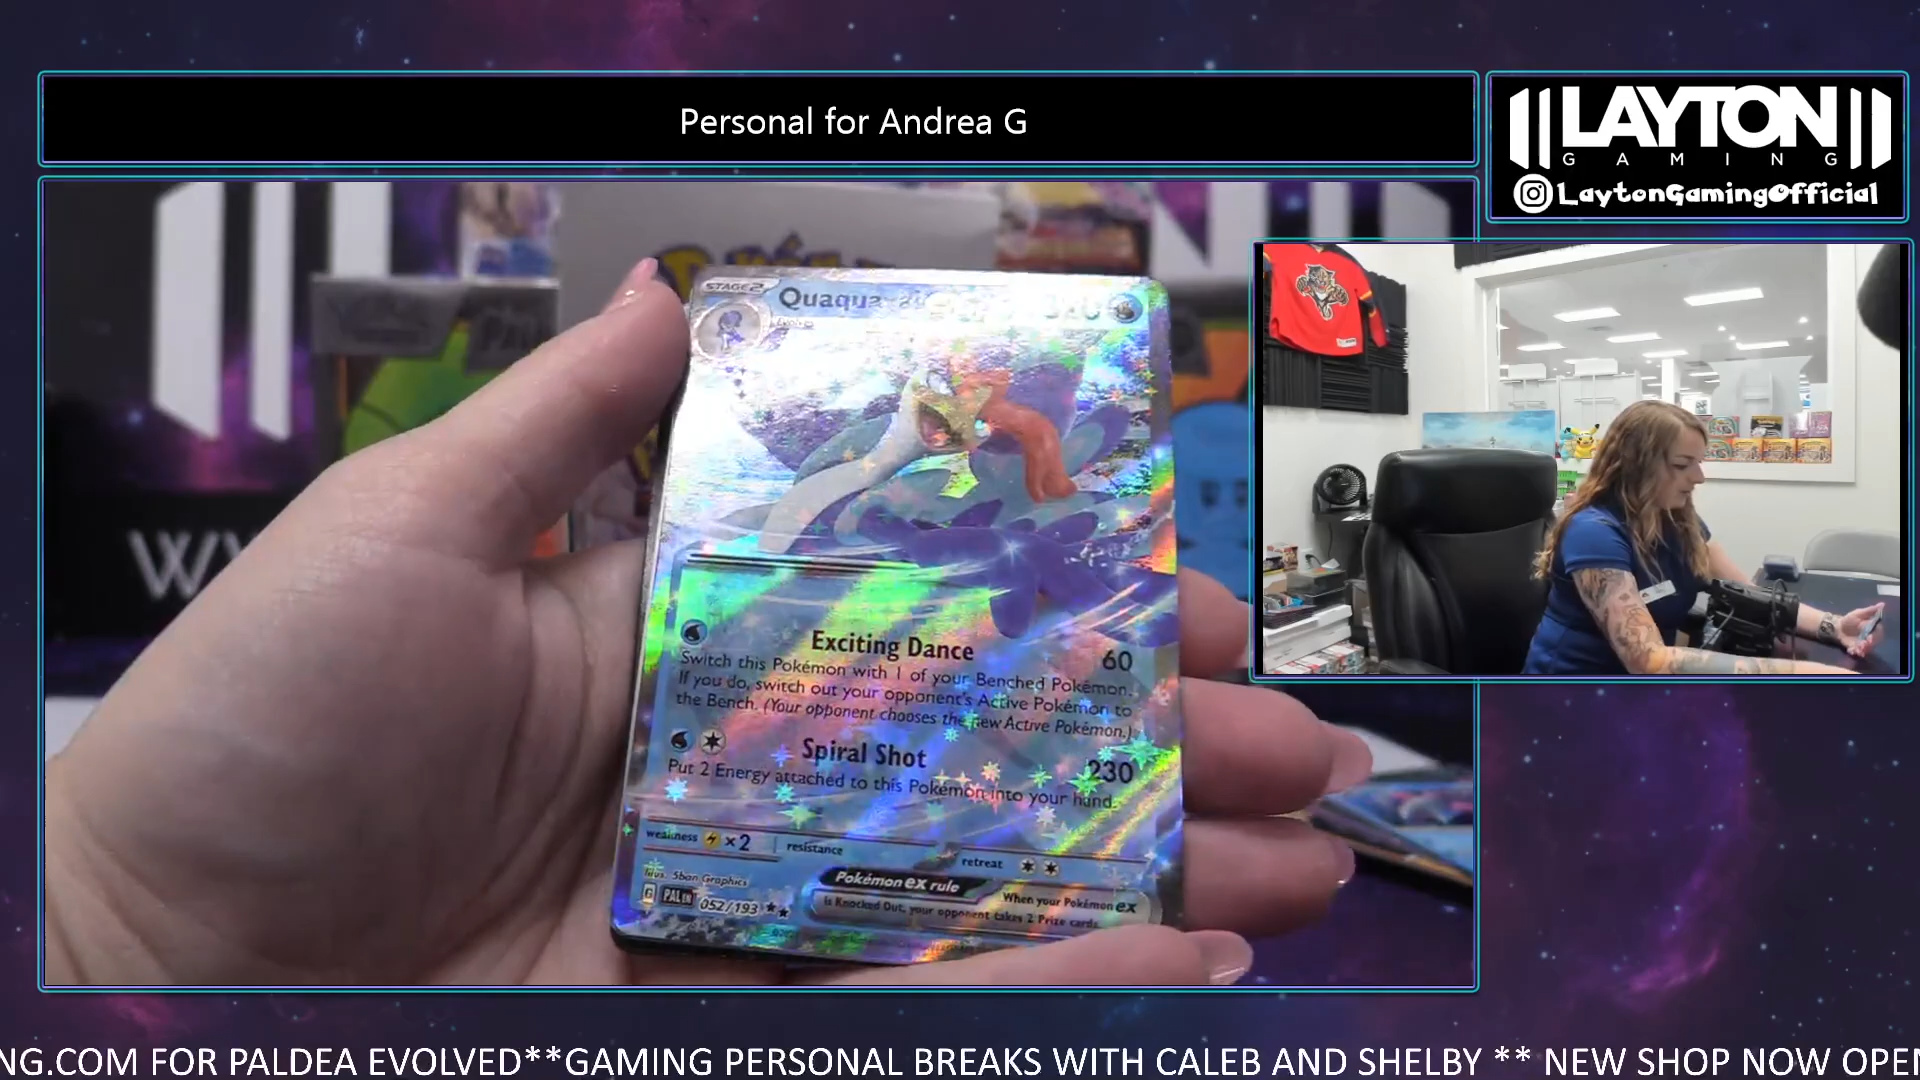 Personal for Andrea G
LAYTON
GAMING
LaytonGamingOfficial
STAGE 2
Exciting Dance 60
Switch this Pokémon with 1 of your Benched Pokémon.
If you do, switch out your opponent's Active Pokémon to
the Bench. (Your opponent chooses the new Active Pokémon.)
Spiral Shot 230
Put 2 Energy attached to this Pokémon into your hand.
weakness ×2 resistance retreat
Illus. 5ban Graphics
Pokémon ex rule When your Pokémon ex
is Knocked Out, your opponent takes 2 Prize cards.
G PAL EN 052/193 ★★
NG.COM FOR PALDEA EVOLVED**GAMING PERSONAL BREAKS WITH CALEB AND SHELBY ** NEW SHOP NOW OPEN